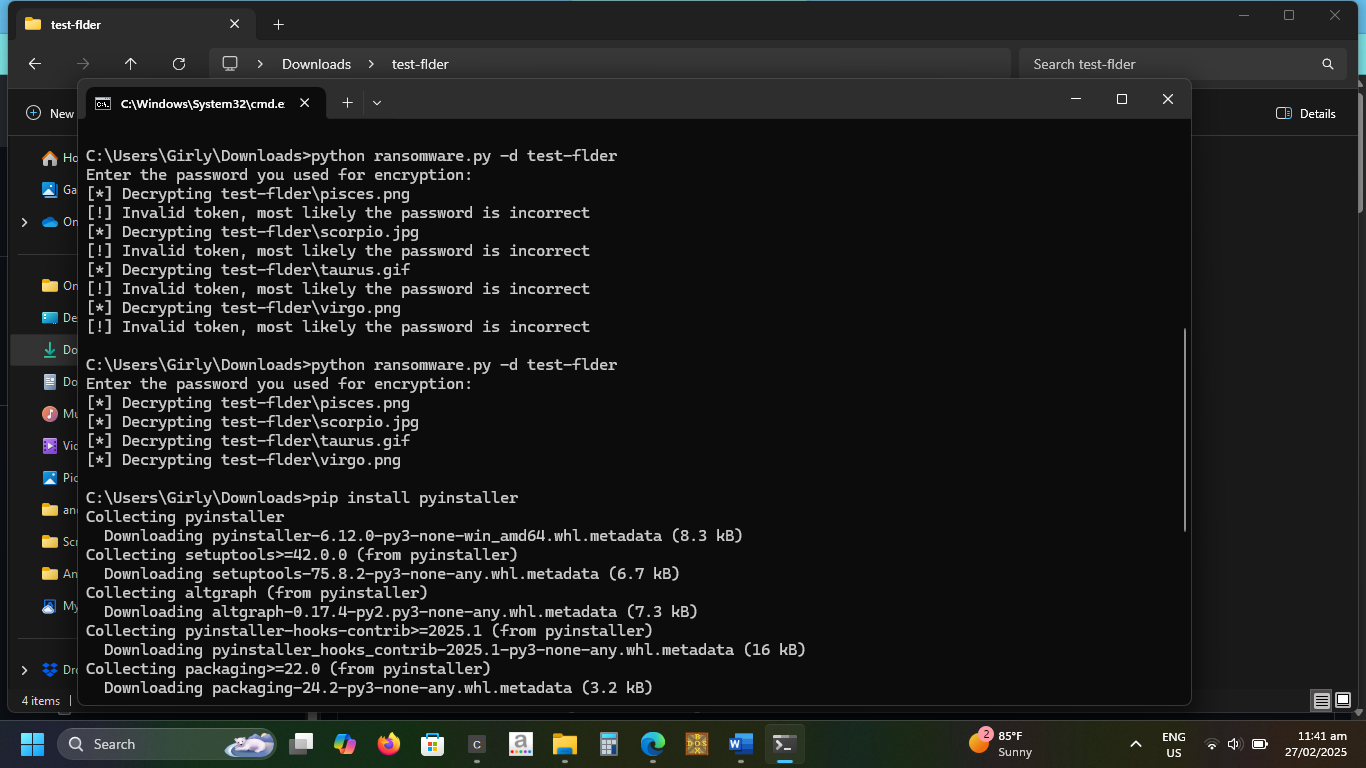 test-flder
Downloads
test-flder
Search test-flder
New
C:\Windows\System32\cmd.e
Details
C:\Users\Girly\Downloads>python ransomware.py -d test-flder
Enter the password you used for encryption:
[*] Decrypting test-flder\pisces.png
[!] Invalid token, most likely the password is incorrect
[*] Decrypting test-flder\scorpio.jpg
[!] Invalid token, most likely the password is incorrect
[*] Decrypting test-flder\taurus.gif
[!] Invalid token, most likely the password is incorrect
[*] Decrypting test-flder\virgo.png
[!] Invalid token, most likely the password is incorrect
C:\Users\Girly\Downloads>python ransomware.py -d test-flder
Enter the password you used for encryption:
[*] Decrypting test-flder\pisces.png
[*] Decrypting test-flder\scorpio.jpg
[*] Decrypting test-flder\taurus.gif
[*] Decrypting test-flder\virgo.png
C:\Users\Girly\Downloads>pip install pyinstaller
Collecting pyinstaller
Downloading pyinstaller-6.12.0-py3-none-win_amd64.whl.metadata (8.3 kB)
Collecting setuptools>=42.0.0 (from pyinstaller)
Downloading setuptools-75.8.2-py3-none-any.whl.metadata (6.7 kB)
Collecting altgraph (from pyinstaller)
Downloading altgraph-0.17.4-py2.py3-none-any.whl.metadata (7.3 kB)
Collecting pyinstaller-hooks-contrib>=2025.1 (from pyinstaller)
Downloading pyinstaller_hooks_contrib-2025.1-py3-none-any.whl.metadata (16 kB)
Collecting packaging>=22.0 (from pyinstaller)
Downloading packaging-24.2-py3-none-any.whl.metadata (3.2 kB)
Ho
Ga
On
On
De
Do
Do
Mu
Vid
Pic
an
Scr
An
My
Dro
4 items
Search
2
85°F
Sunny
ENG
US
11:41 am
27/02/2025